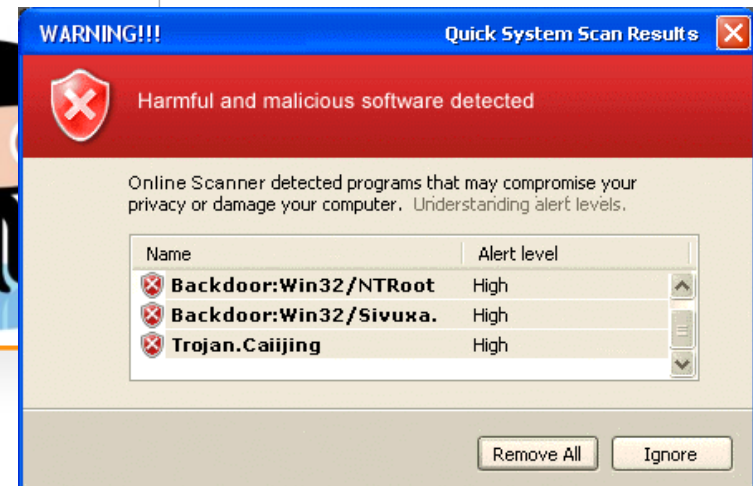 WARNING!!! Quick System Scan Results
Harmful and malicious software detected
Online Scanner detected programs that may compromise your
privacy or damage your computer. Understanding alert levels.
Name Alert level
Backdoor:Win32/NTRoot High
Backdoor:Win32/Sivuxa. High
Trojan.Caiijing High
Remove All Ignore